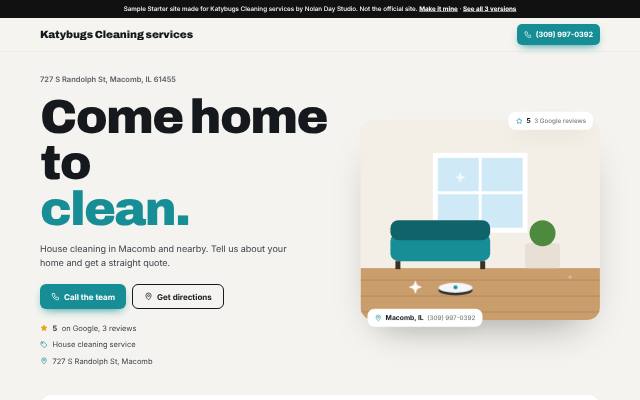 Sample Starter site made for Katybugs Cleaning services by Nolan Day Studio. Not the official site. Make it mine · See all 3 versions
Katybugs Cleaning services
(309) 997-0392
727 S Randolph St, Macomb, IL 61455
Come home
to
clean.
5 3 Google reviews
House cleaning in Macomb and nearby. Tell us about your
home and get a straight quote.
Call the team
Get directions
Macomb, IL (309) 997-0392
5 on Google, 3 reviews
House cleaning service
727 S Randolph St, Macomb